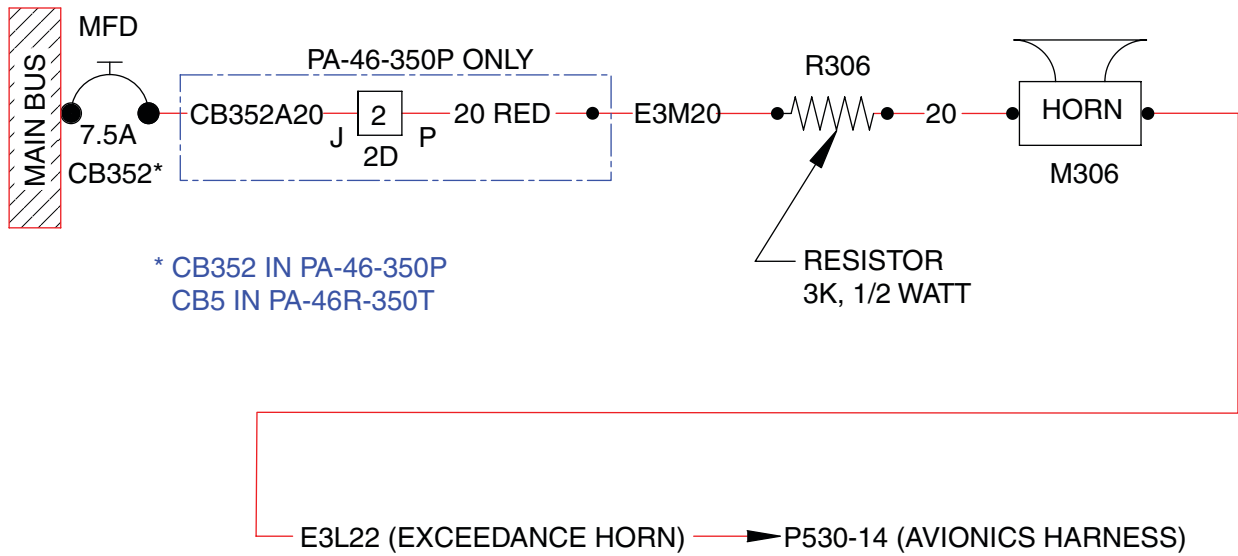 MAIN BUS
MFD
7.5A
CB352*
PA-46-350P ONLY
CB352A20
J
2
P
2D
20 RED
E3M20
R306
20
HORN
M306
RESISTOR
3K, 1/2 WATT
* CB352 IN PA-46-350P
CB5 IN PA-46R-350T
E3L22 (EXCEEDANCE HORN)
P530-14 (AVIONICS HARNESS)